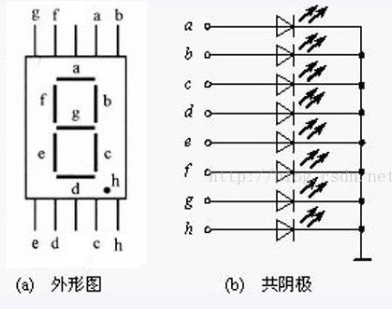 g f a b
a
f b
g
e c
d h
e d c h
(a) 外形图
a
b
c
d
e
f
g
h
(b) 共阴极